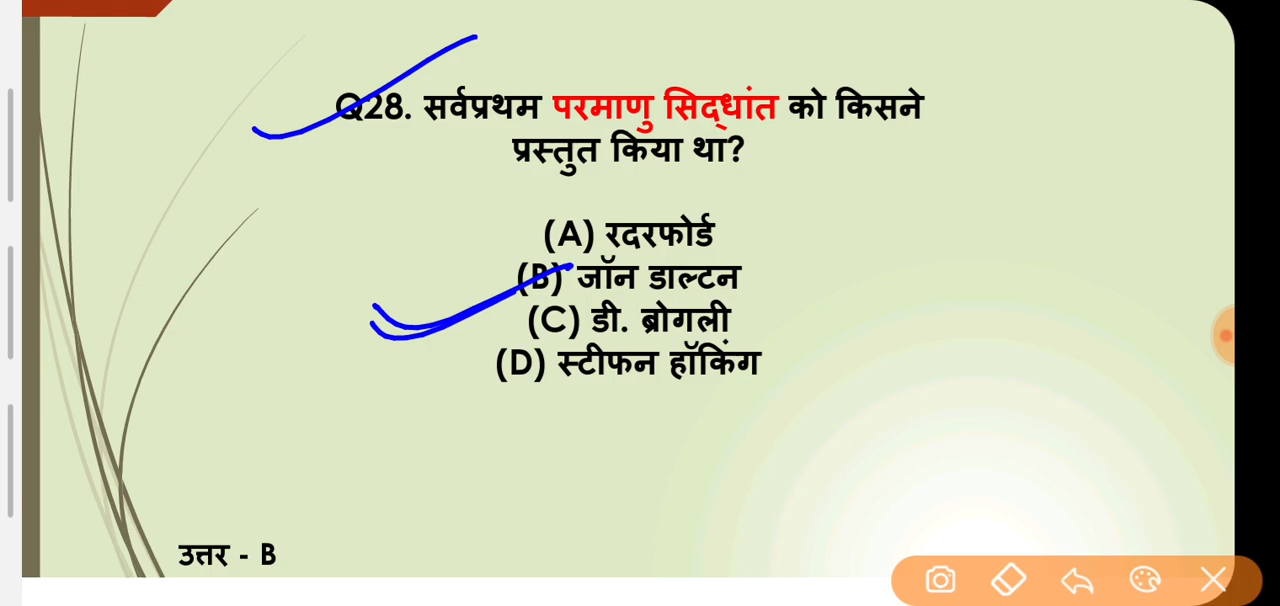 Q28. सर्वप्रथम परमाणु सिद्धांत को किसने
प्रस्तुत किया था?
(A) रदरफोर्ड
(B) जॉन डाल्टन
(C) डी. ब्रोगली
(D) स्टीफन हॉकिंग
उत्तर - B